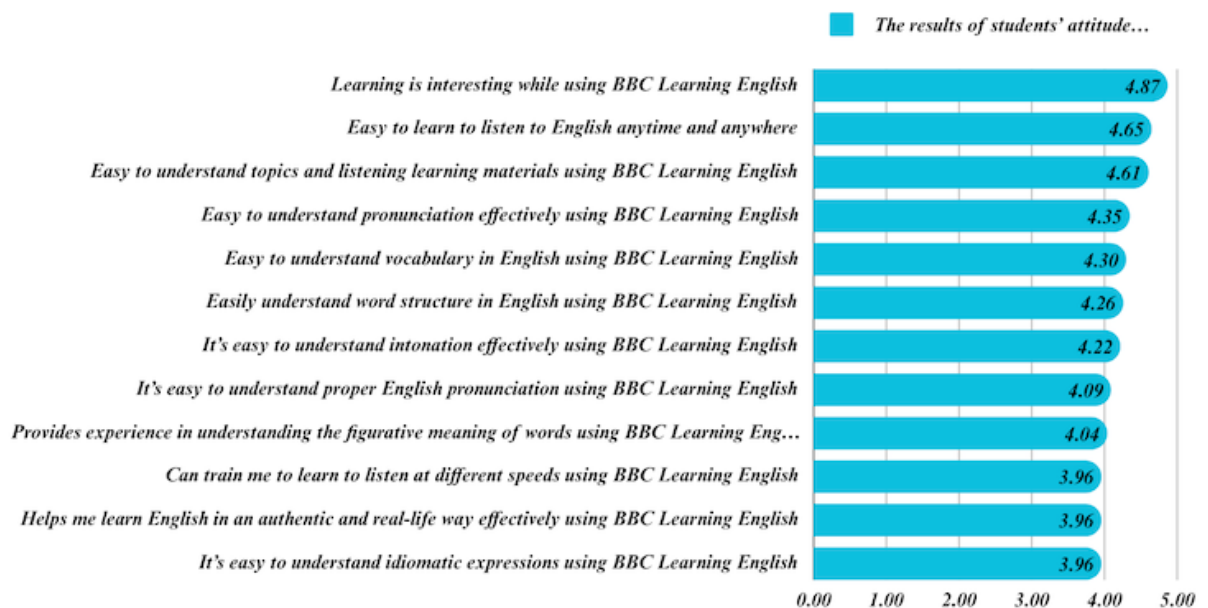 The results of students’ attitude…
Learning is interesting while using BBC Learning English 4.87
Easy to learn to listen to English anytime and anywhere 4.65
Easy to understand topics and listening learning materials using BBC Learning English 4.61
Easy to understand pronunciation effectively using BBC Learning English 4.35
Easy to understand vocabulary in English using BBC Learning English 4.30
Easily understand word structure in English using BBC Learning English 4.26
It’s easy to understand intonation effectively using BBC Learning English 4.22
It’s easy to understand proper English pronunciation using BBC Learning English 4.09
Provides experience in understanding the figurative meaning of words using BBC Learning Eng… 4.04
Can train me to learn to listen at different speeds using BBC Learning English 3.96
Helps me learn English in an authentic and real-life way effectively using BBC Learning English 3.96
It’s easy to understand idiomatic expressions using BBC Learning English 3.96
0.00 1.00 2.00 3.00 4.00 5.00